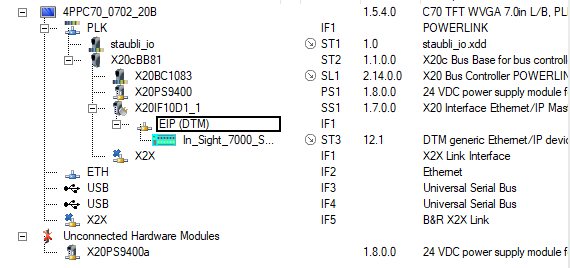 4PPC70_0702_20B 1.5.4.0 C70 TFT WVGA 7.0in L/B, PL
PLK IF1 POWERLINK
staubli_io ST1 1.0 staubli_io.xdd
X20cBB81 ST2 1.1.0.0 X20c Bus Base for bus control
X20BC1083 SL1 2.14.0.0 X20 Bus Controller POWERLIN
X20PS9400 PS1 1.8.0.0 24 VDC power supply module f
X20IF10D1_1 SS1 1.7.0.0 X20 Interface Ethernet/IP Mas
EIP (DTM) IF1
In_Sight_7000_S... ST3 12.1 DTM generic Ethernet/IP devic
X2X IF1 X2X Link Interface
ETH IF2 Ethernet
USB IF3 Universal Serial Bus
USB IF4 Universal Serial Bus
X2X IF5 B&R X2X Link
Unconnected Hardware Modules
X20PS9400a 1.8.0.0 24 VDC power supply module f